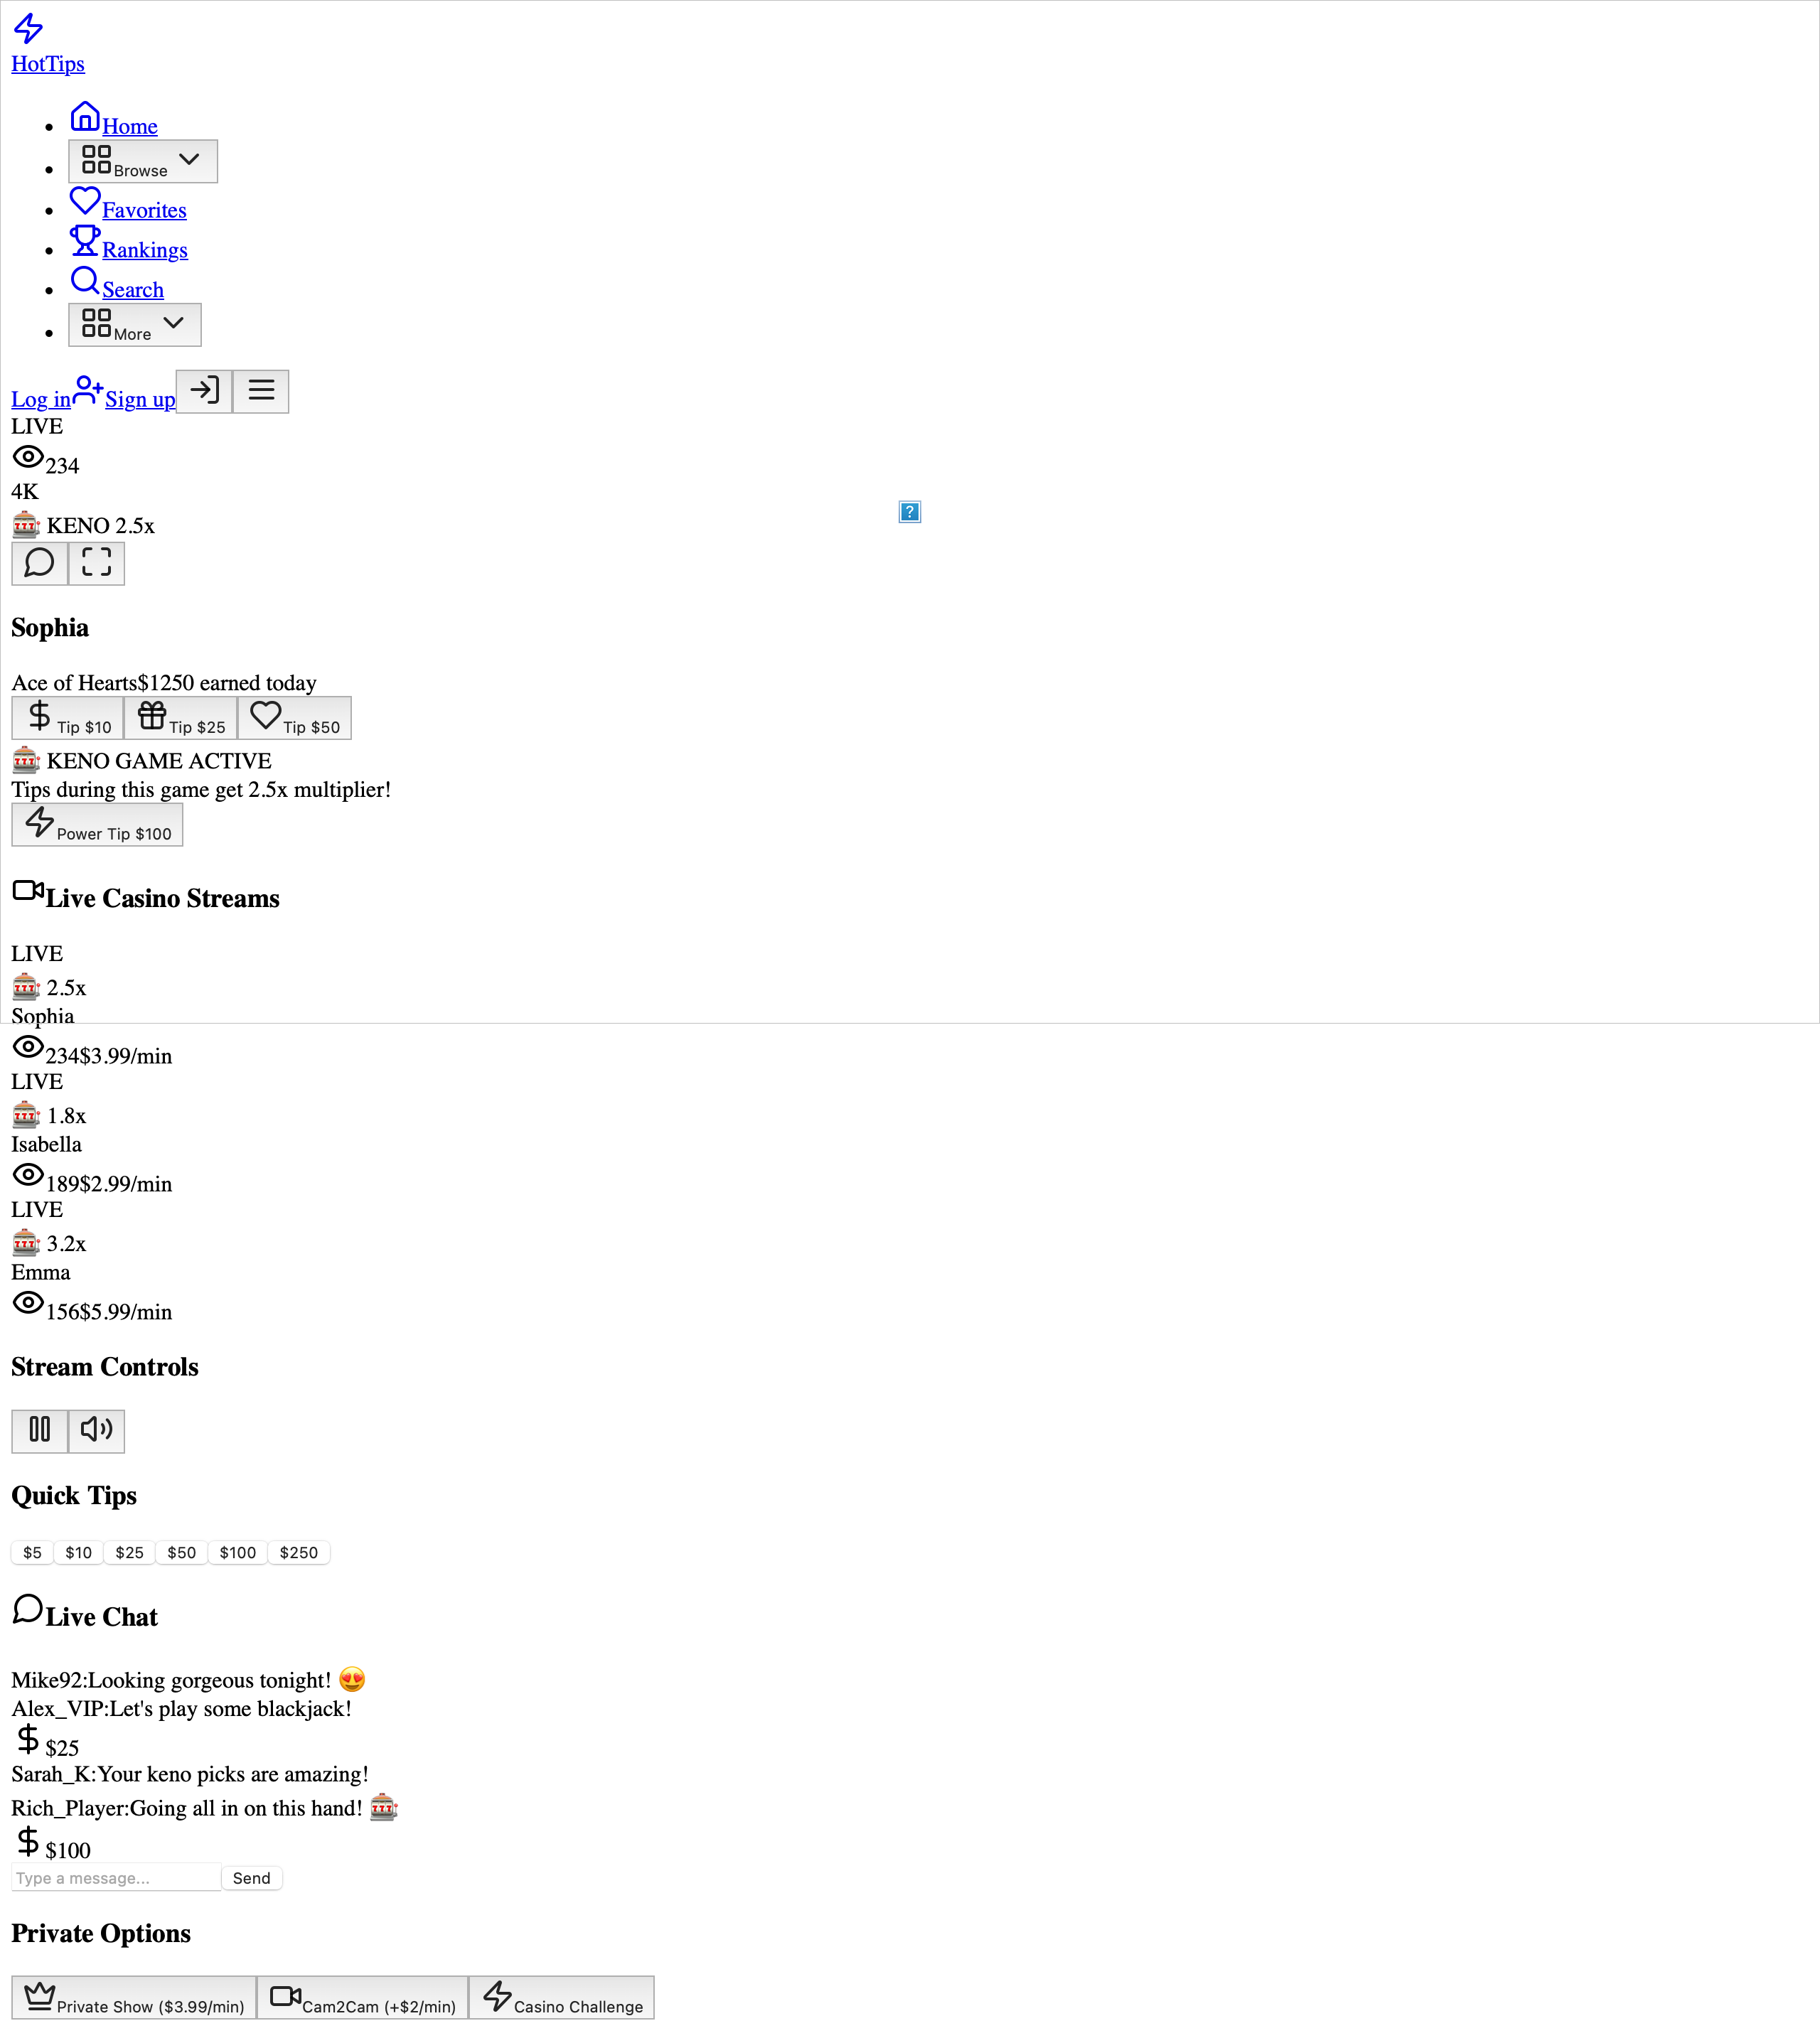 HotTips
Home
Browse
Favorites
Rankings
Search
More
Log in Sign up
LIVE
234
4K
🎰 KENO 2.5x
Sophia
Ace of Hearts$1250 earned today
Tip $10 Tip $25 Tip $50
🎰 KENO GAME ACTIVE
Tips during this game get 2.5x multiplier!
Power Tip $100
Live Casino Streams
LIVE
🎰 2.5x
Sophia
234$3.99/min
LIVE
🎰 1.8x
Isabella
189$2.99/min
LIVE
🎰 3.2x
Emma
156$5.99/min
Stream Controls
Quick Tips
$5 $10 $25 $50 $100 $250
Live Chat
Mike92:Looking gorgeous tonight! 😍
Alex_VIP:Let's play some blackjack!
$25
Sarah_K:Your keno picks are amazing!
Rich_Player:Going all in on this hand! 🎰
$100
Type a message... Send
Private Options
Private Show ($3.99/min) Cam2Cam (+$2/min) Casino Challenge